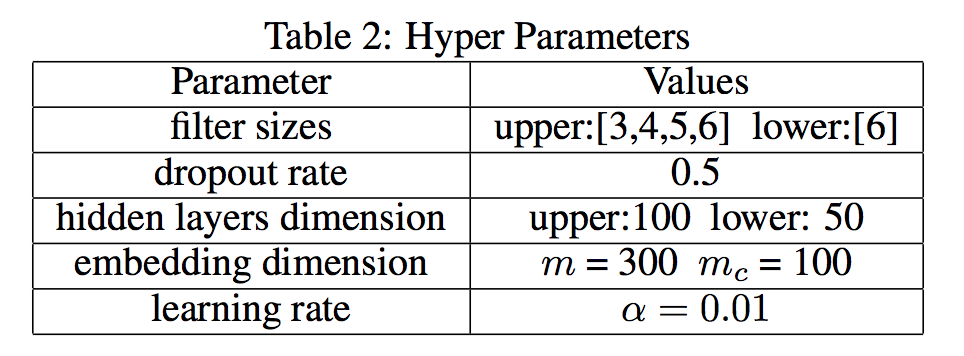 Table 2: Hyper Parameters
Parameter Values
filter sizes upper:[3,4,5,6] lower:[6]
dropout rate 0.5
hidden layers dimension upper:100 lower: 50
embedding dimension m = 300 m_c = 100
learning rate α = 0.01